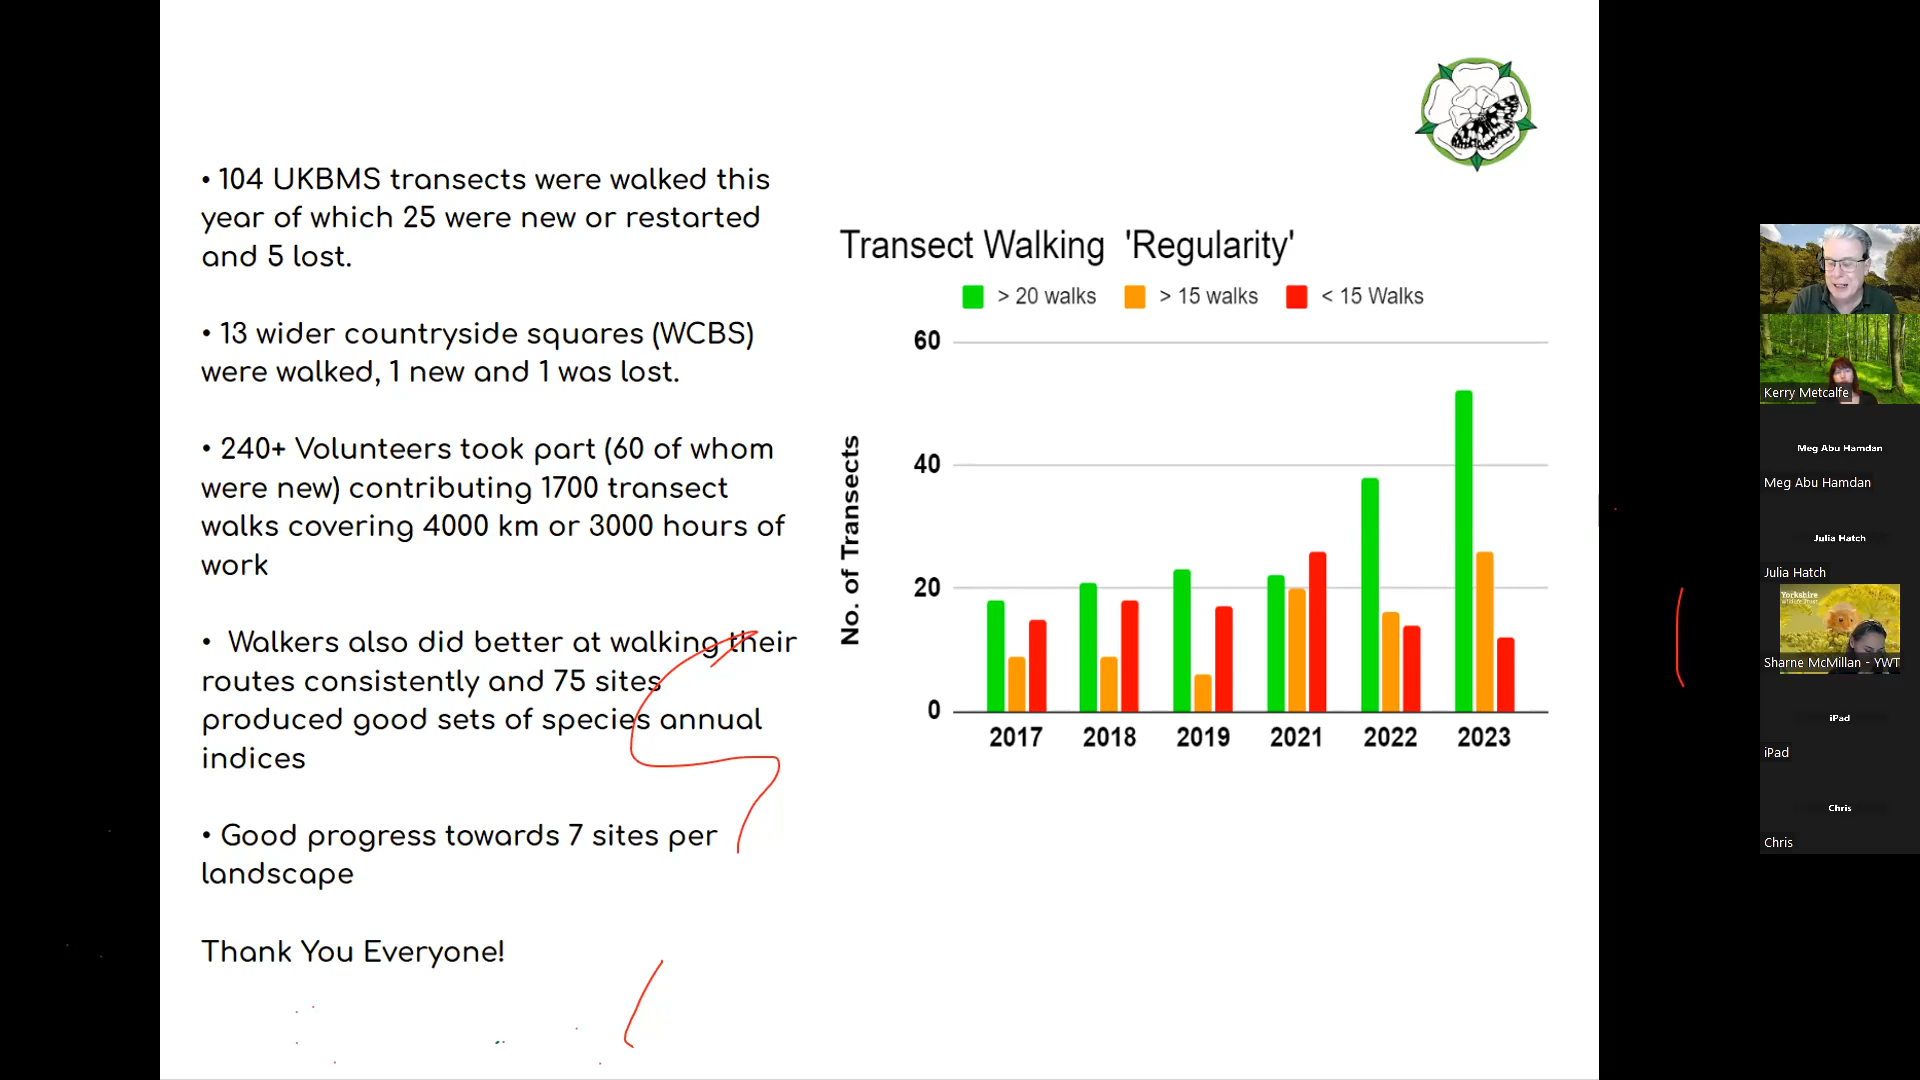 • 104 UKBMS transects were walked this
year of which 25 were new or restarted
and 5 lost.
• 13 wider countryside squares (WCBS)
were walked, 1 new and 1 was lost.
• 240+ Volunteers took part (60 of whom
were new) contributing 1700 transect
walks covering 4000 km or 3000 hours of
work
• Walkers also did better at walking their
routes consistently and 75 sites
produced good sets of species annual
indices
• Good progress towards 7 sites per
landscape
Thank You Everyone!
Transect Walking 'Regularity'
> 20 walks > 15 walks < 15 Walks
No. of Transects
60
40
20
0
2017 2018 2019 2021 2022 2023
Kerry Metcalfe
Meg Abu Hamdan
Meg Abu Hamdan
Julia Hatch
Julia Hatch
Yorkshire
Wildlife Trust
Sharne McMillan - YWT
iPad
iPad
Chris
Chris